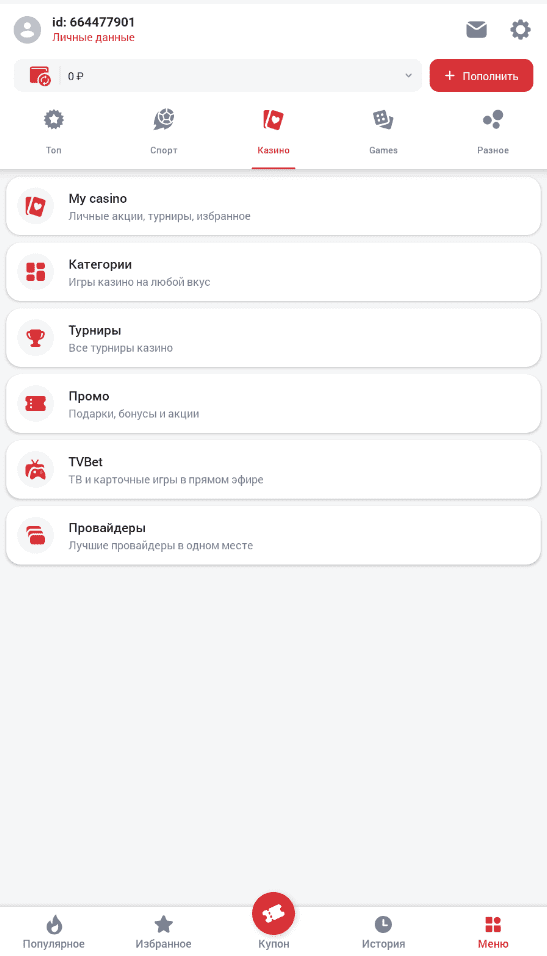 id: 664477901
Личные данные
0 ₽
Пополнить
Топ
Спорт
Казино
Games
Разное
My casino
Личные акции, турниры, избранное
Категории
Игры казино на любой вкус
Турниры
Все турниры казино
Промо
Подарки, бонусы и акции
TVBet
ТВ и карточные игры в прямом эфире
Провайдеры
Лучшие провайдеры в одном месте
Популярное
Избранное
Купон
История
Меню